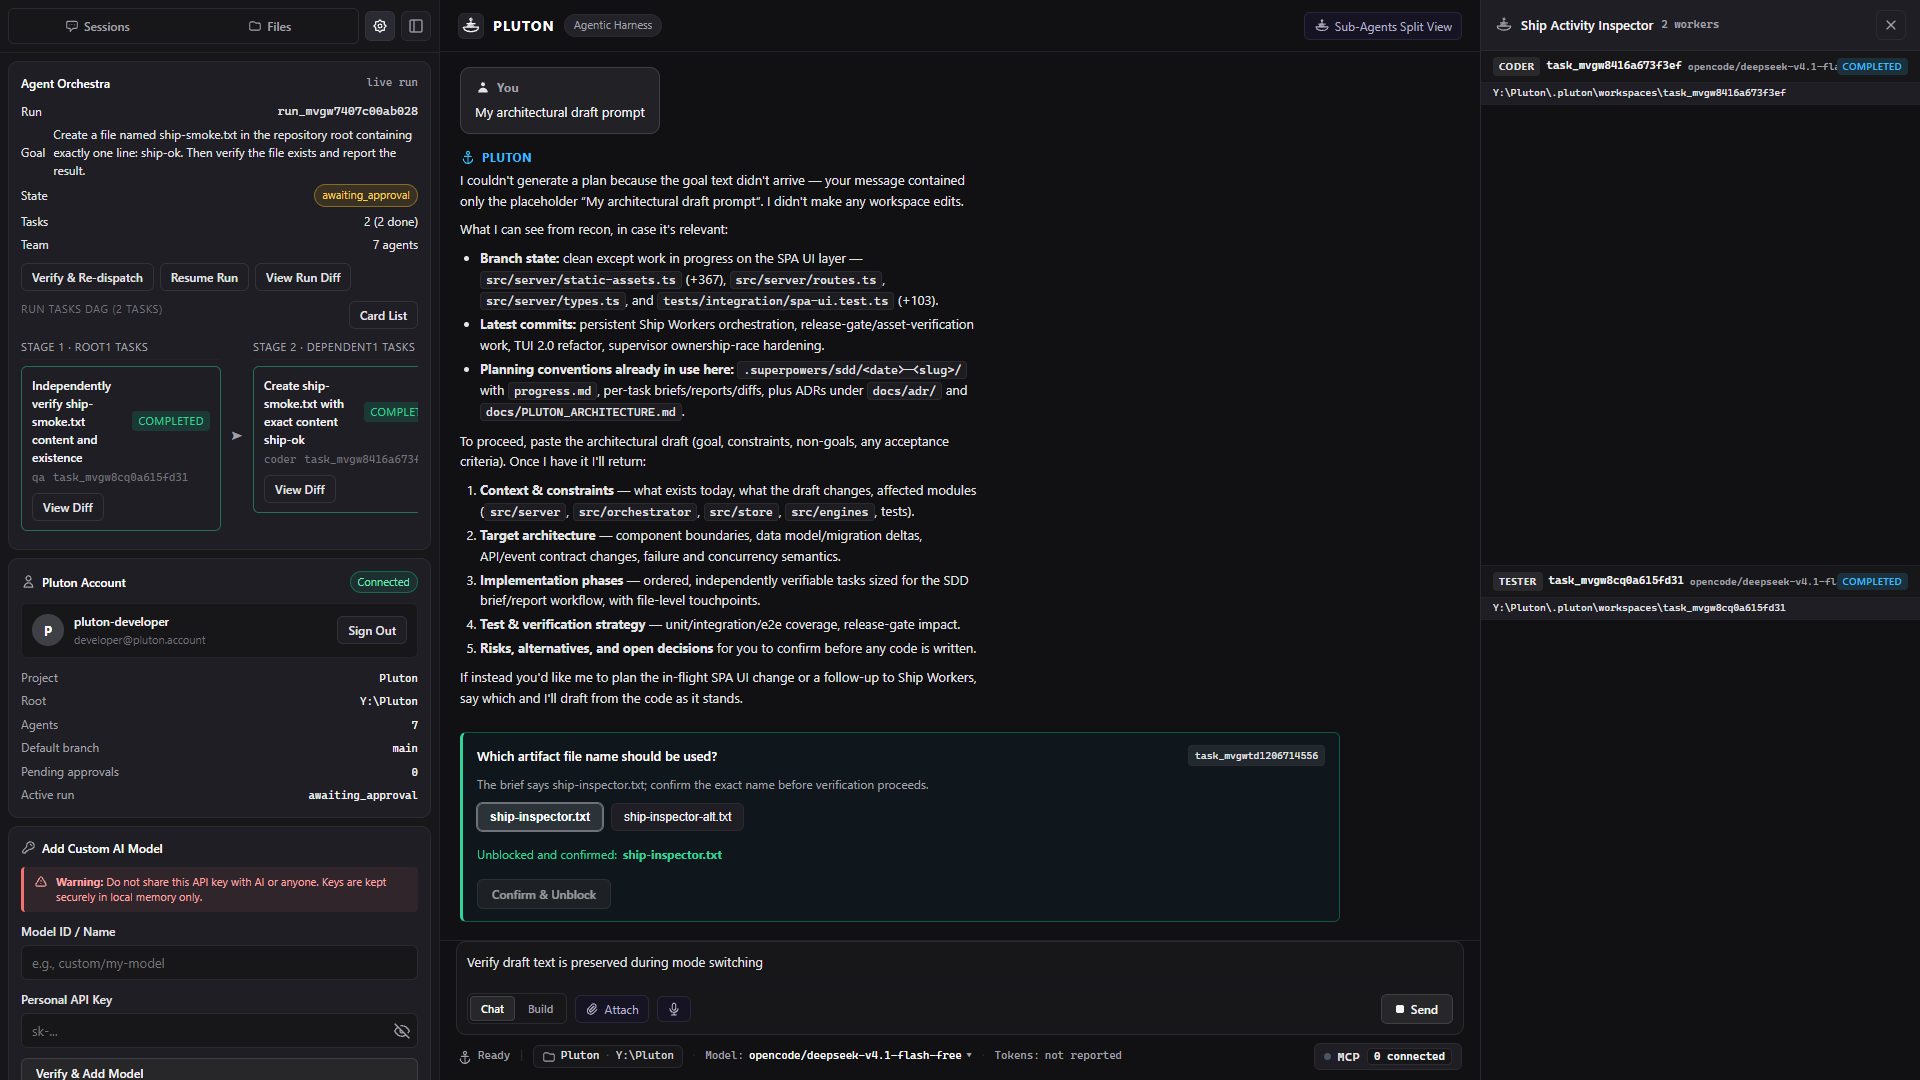 Sessions
Files
Agent Orchestra
live run
Run
run_mvgw7407c00ab028
Goal
Create a file named ship-smoke.txt in the repository root containing
exactly one line: ship-ok. Then verify the file exists and report the
result.
State
awaiting_approval
Tasks
2 (2 done)
Team
7 agents
Verify & Re-dispatch
Resume Run
View Run Diff
RUN TASKS DAG (2 TASKS)
Card List
STAGE 1 · ROOT1 TASKS
Independently
verify ship-
smoke.txt
content and
existence
COMPLETED
qa task_mvgw8cq0a615fd31
View Diff
➤
STAGE 2 · DEPENDENT1 TASKS
Create ship-
smoke.txt with
exact content
ship-ok
COMPLET
coder task_mvgw8416a673f
View Diff
Pluton Account
Connected
P
pluton-developer
developer@pluton.account
Sign Out
Project
Pluton
Root
Y:\Pluton
Agents
7
Default branch
main
Pending approvals
0
Active run
awaiting_approval
Add Custom AI Model
Warning: Do not share this API key with AI or anyone. Keys are kept
securely in local memory only.
Model ID / Name
e.g., custom/my-model
Personal API Key
sk-...
Verify & Add Model
PLUTON
Agentic Harness
Sub-Agents Split View
You
My architectural draft prompt
PLUTON
I couldn't generate a plan because the goal text didn't arrive — your message contained
only the placeholder “My architectural draft prompt”. I didn't make any workspace edits.
What I can see from recon, in case it's relevant:
• Branch state: clean except work in progress on the SPA UI layer —
src/server/static-assets.ts (+367), src/server/routes.ts,
src/server/types.ts, and tests/integration/spa-ui.test.ts (+103).
• Latest commits: persistent Ship Workers orchestration, release-gate/asset-verification
work, TUI 2.0 refactor, supervisor ownership-race hardening.
• Planning conventions already in use here: .superpowers/sdd/<date>—<slug>/
with progress.md, per-task briefs/reports/diffs, plus ADRs under docs/adr/ and
docs/PLUTON_ARCHITECTURE.md.
To proceed, paste the architectural draft (goal, constraints, non-goals, any acceptance
criteria). Once I have it I'll return:
1. Context & constraints — what exists today, what the draft changes, affected modules
(src/server, src/orchestrator, src/store, src/engines, tests).
2. Target architecture — component boundaries, data model/migration deltas,
API/event contract changes, failure and concurrency semantics.
3. Implementation phases — ordered, independently verifiable tasks sized for the SDD
brief/report workflow, with file-level touchpoints.
4. Test & verification strategy — unit/integration/e2e coverage, release-gate impact.
5. Risks, alternatives, and open decisions for you to confirm before any code is written.
If instead you'd like me to plan the in-flight SPA UI change or a follow-up to Ship Workers,
say which and I'll draft from the code as it stands.
Which artifact file name should be used?
task_mvgwtd1206714556
The brief says ship-inspector.txt; confirm the exact name before verification proceeds.
ship-inspector.txt
ship-inspector-alt.txt
Unblocked and confirmed: ship-inspector.txt
Confirm & Unblock
Verify draft text is preserved during mode switching
Chat
Build
Attach
Send
Ready
Pluton · Y:\Pluton
Model: opencode/deepseek-v4.1-flash-free
Tokens: not reported
MCP 0 connected
Ship Activity Inspector 2 workers
CODER task_mvgw8416a673f3ef opencode/deepseek-v4.1-fl COMPLETED
Y:\Pluton\.pluton\workspaces\task_mvgw8416a673f3ef
TESTER task_mvgw8cq0a615fd31 opencode/deepseek-v4.1-fl COMPLETED
Y:\Pluton\.pluton\workspaces\task_mvgw8cq0a615fd31